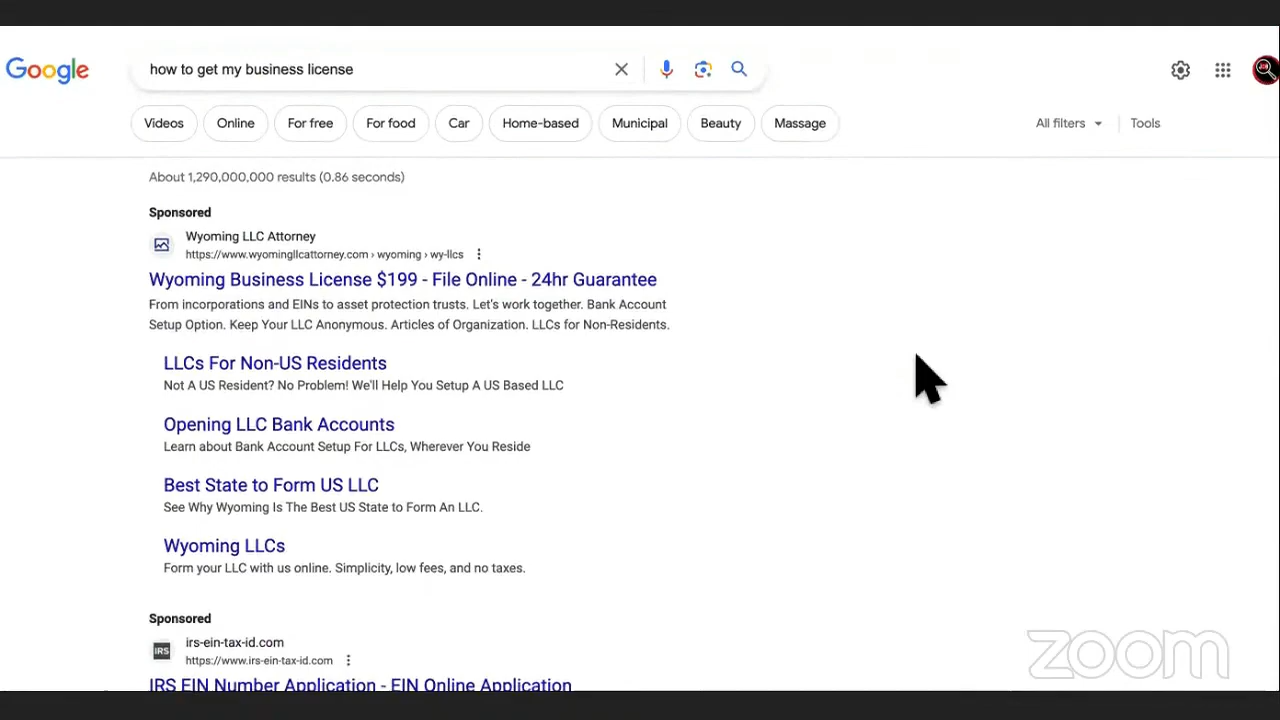 Google
how to get my business license
Videos
Online
For free
For food
Car
Home-based
Municipal
Beauty
Massage
All filters
Tools
About 1,290,000,000 results (0.86 seconds)
Sponsored
Wyoming LLC Attorney
https://www.wyomingllcattorney.com › wyoming › wy-llcs
Wyoming Business License $199 - File Online - 24hr Guarantee
From incorporations and EINs to asset protection trusts. Let's work together. Bank Account
Setup Option. Keep Your LLC Anonymous. Articles of Organization. LLCs for Non-Residents.
LLCs For Non-US Residents
Not A US Resident? No Problem! We'll Help You Setup A US Based LLC
Opening LLC Bank Accounts
Learn about Bank Account Setup For LLCs, Wherever You Reside
Best State to Form US LLC
See Why Wyoming Is The Best US State to Form An LLC.
Wyoming LLCs
Form your LLC with us online. Simplicity, low fees, and no taxes.
Sponsored
IRS
irs-ein-tax-id.com
https://www.irs-ein-tax-id.com
IRS EIN Number Application - EIN Online Application
zoom